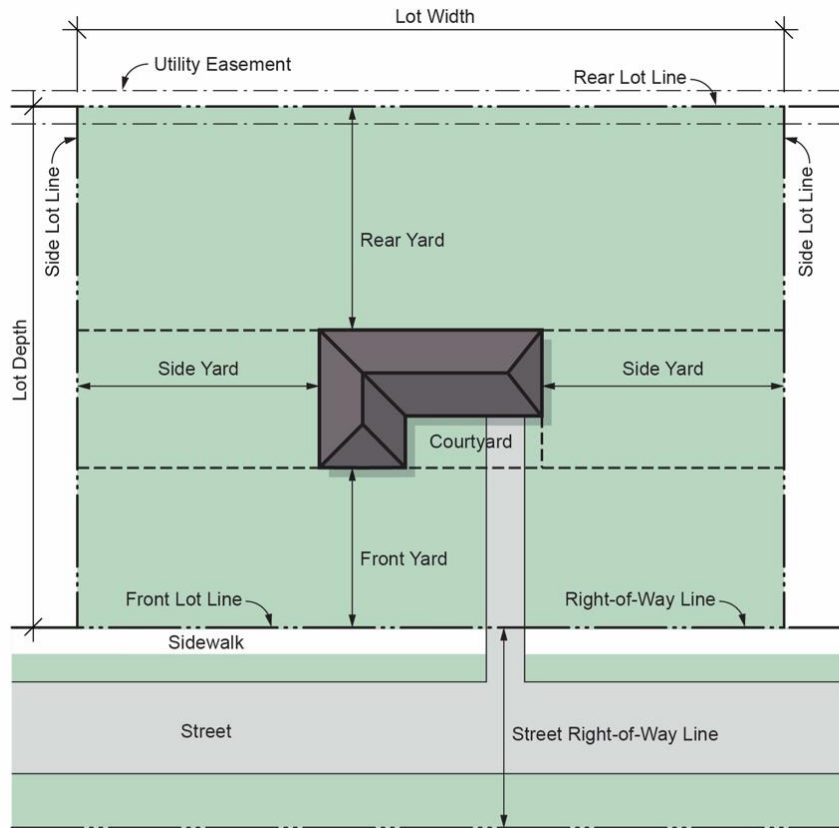 Lot Width
Utility Easement
Rear Lot Line
Side Lot Line
Side Lot Line
Rear Yard
Lot Depth
Side Yard
Side Yard
Courtyard
Front Yard
Front Lot Line
Right-of-Way Line
Sidewalk
Street
Street Right-of-Way Line